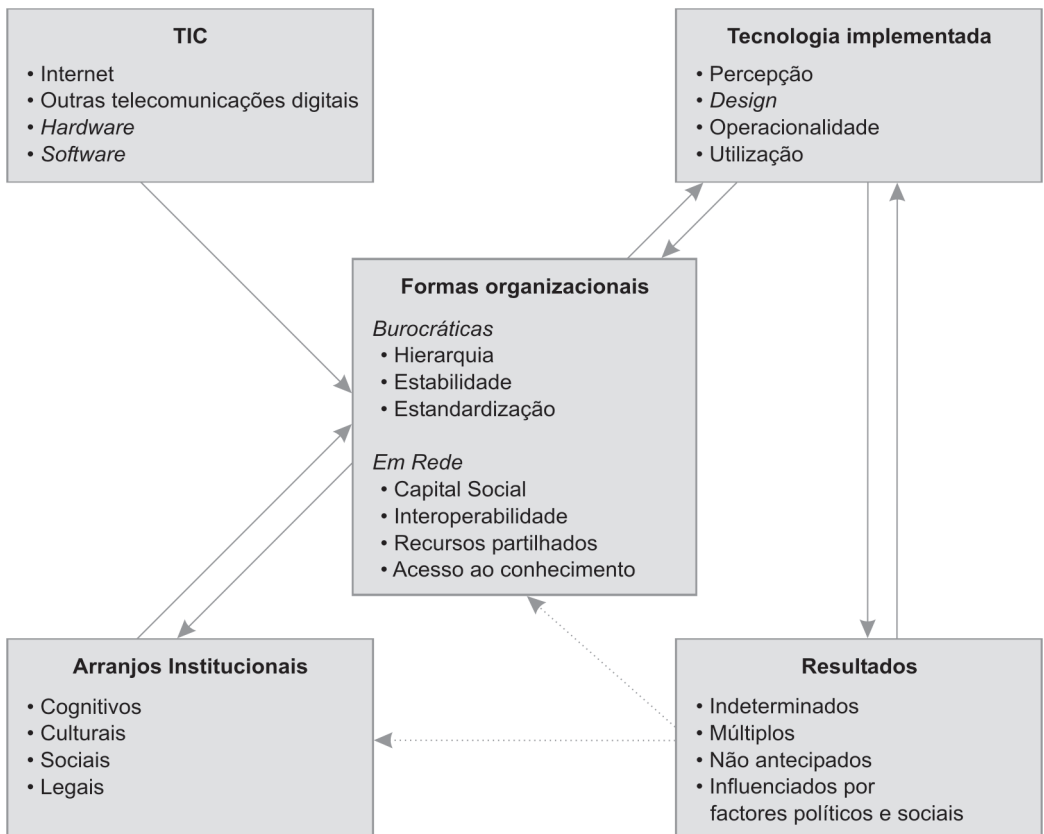 TIC
• Internet
• Outras telecomunicações digitais
• Hardware
• Software
Tecnologia implementada
• Percepção
• Design
• Operacionalidade
• Utilização
Formas organizacionais
Burocráticas
• Hierarquia
• Estabilidade
• Estandardização
Em Rede
• Capital Social
• Interoperabilidade
• Recursos partilhados
• Acesso ao conhecimento
Arranjos Institucionais
• Cognitivos
• Culturais
• Sociais
• Legais
Resultados
• Indeterminados
• Múltiplos
• Não antecipados
• Influenciados por
factores políticos e sociais